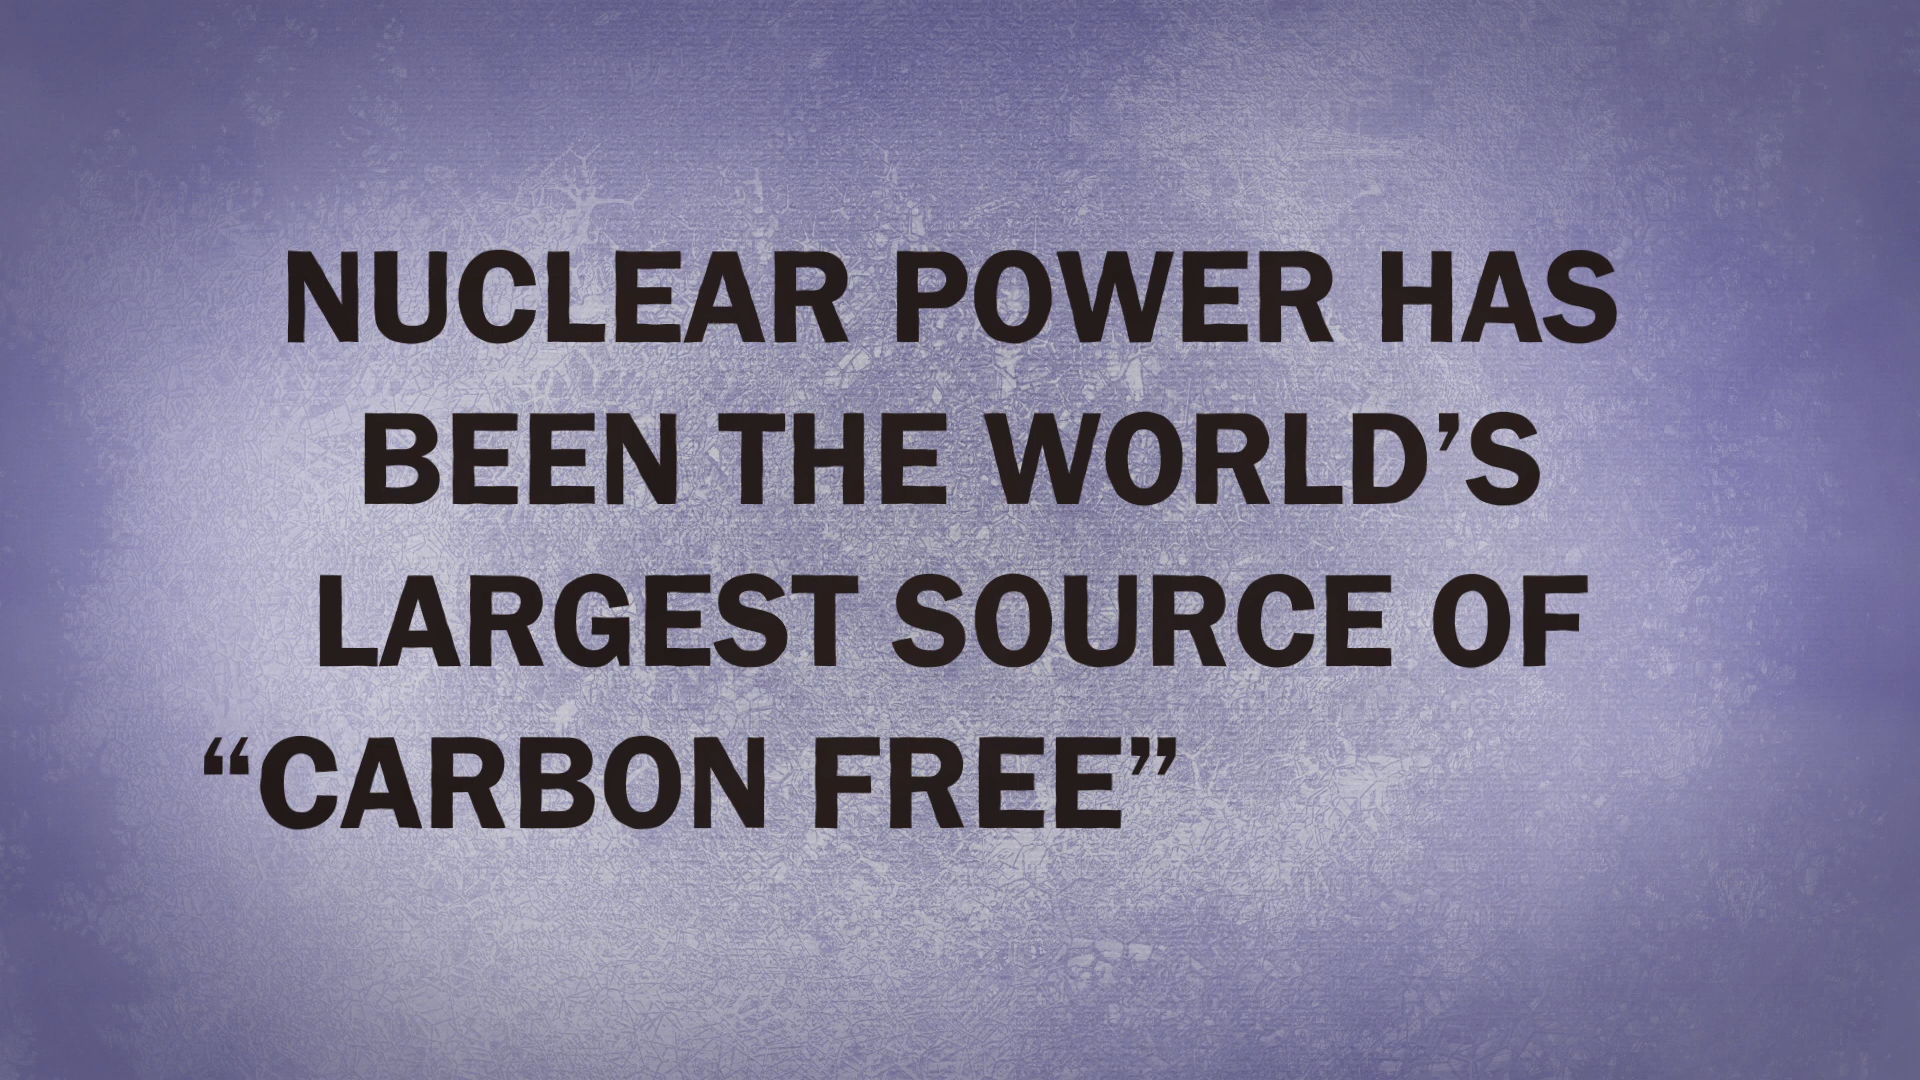 NUCLEAR POWER HAS
BEEN THE WORLD’S
LARGEST SOURCE OF
“CARBON FREE”